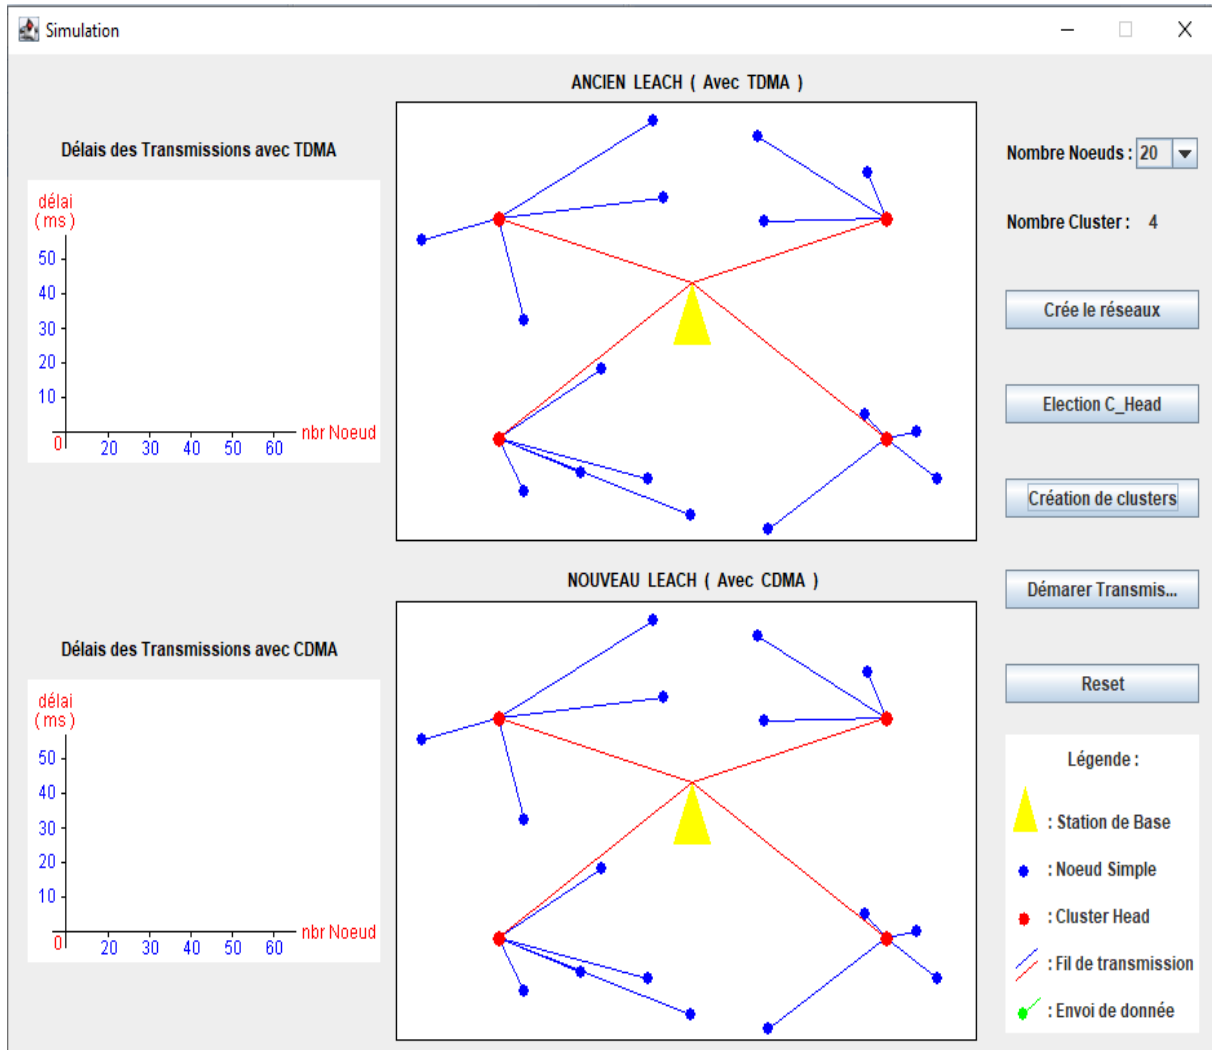 Simulation
ANCIEN LEACH ( Avec TDMA )
Délais des Transmissions avec TDMA
délai
( ms )
50
40
30
20
10
0
20 30 40 50 60
nbr Noeud
Nombre Noeuds : 20
Nombre Cluster : 4
Crée le réseaux
Election C_Head
Création de clusters
Démarer Transmis...
Reset
NOUVEAU LEACH ( Avec CDMA )
Délais des Transmissions avec CDMA
délai
( ms )
50
40
30
20
10
0
20 30 40 50 60
nbr Noeud
Légende :
: Station de Base
: Noeud Simple
: Cluster Head
: Fil de transmission
: Envoi de donnée